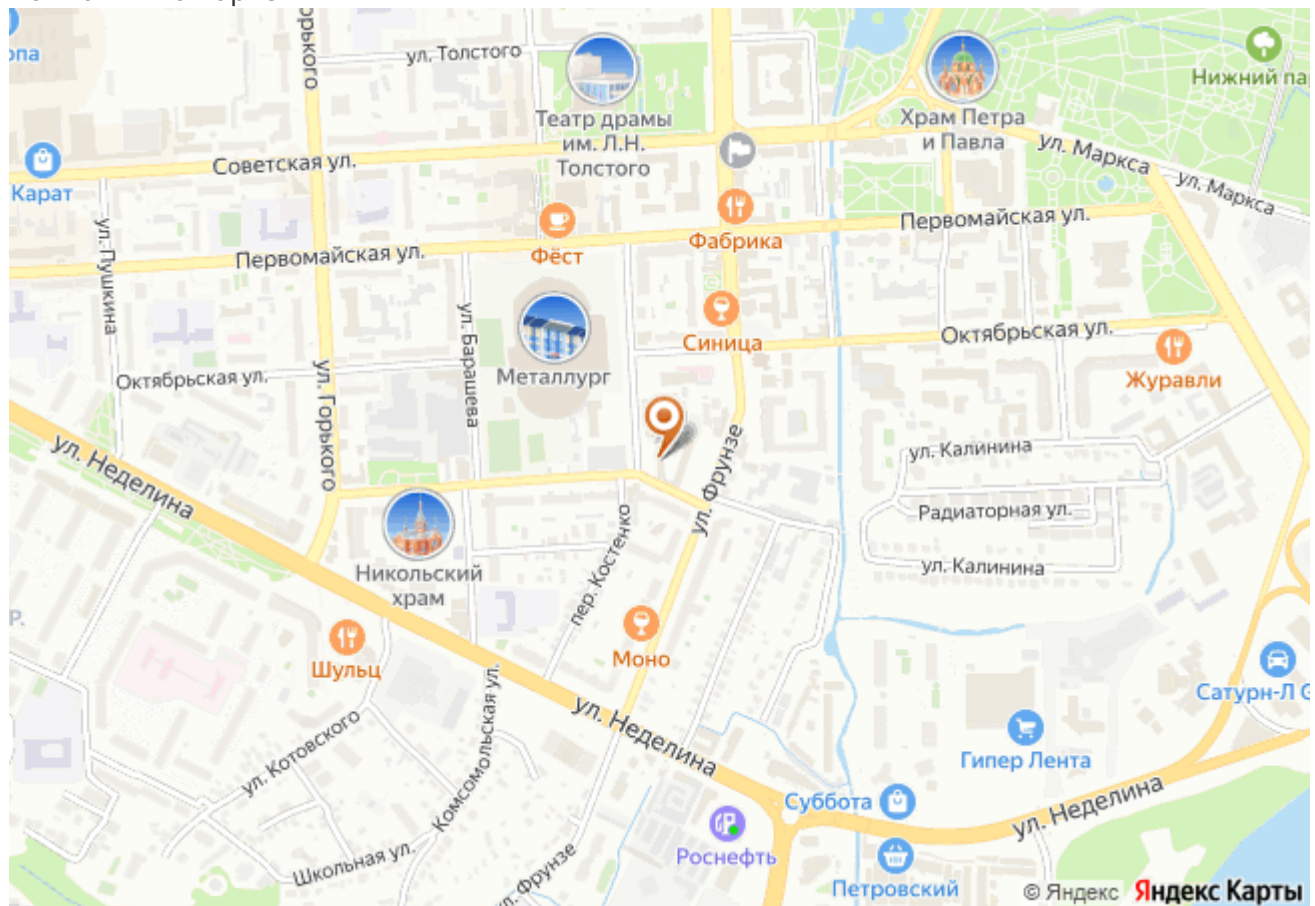 ул. Толстого
Театр драмы
им. Л.Н.
Толстого
Храм Петра
и Павла
Нижний па
Карат
Советская ул.
ул. Маркса
ул. Маркса
ул. Пушкина
Первомайская ул.
Фёст
Фабрика
Первомайская ул.
ул. Барашева
Синица
Октябрьская ул.
Металлург
Журавли
Октябрьская ул.
ул. Горького
ул. Неделина
ул. Фрунзе
ул. Калинина
Радиаторная ул.
ул. Калинина
Никольский
храм
пер. Костенко
Р.
Шульц
Моно
Сатурн-Л
ул. Котовского
Комсомольская ул.
ул. Неделина
Гипер Лента
Суббота
ул. Неделина
Роснефть
Школьная ул.
ул. Фрунзе
Петровский
© Яндекс Яндекс Карты